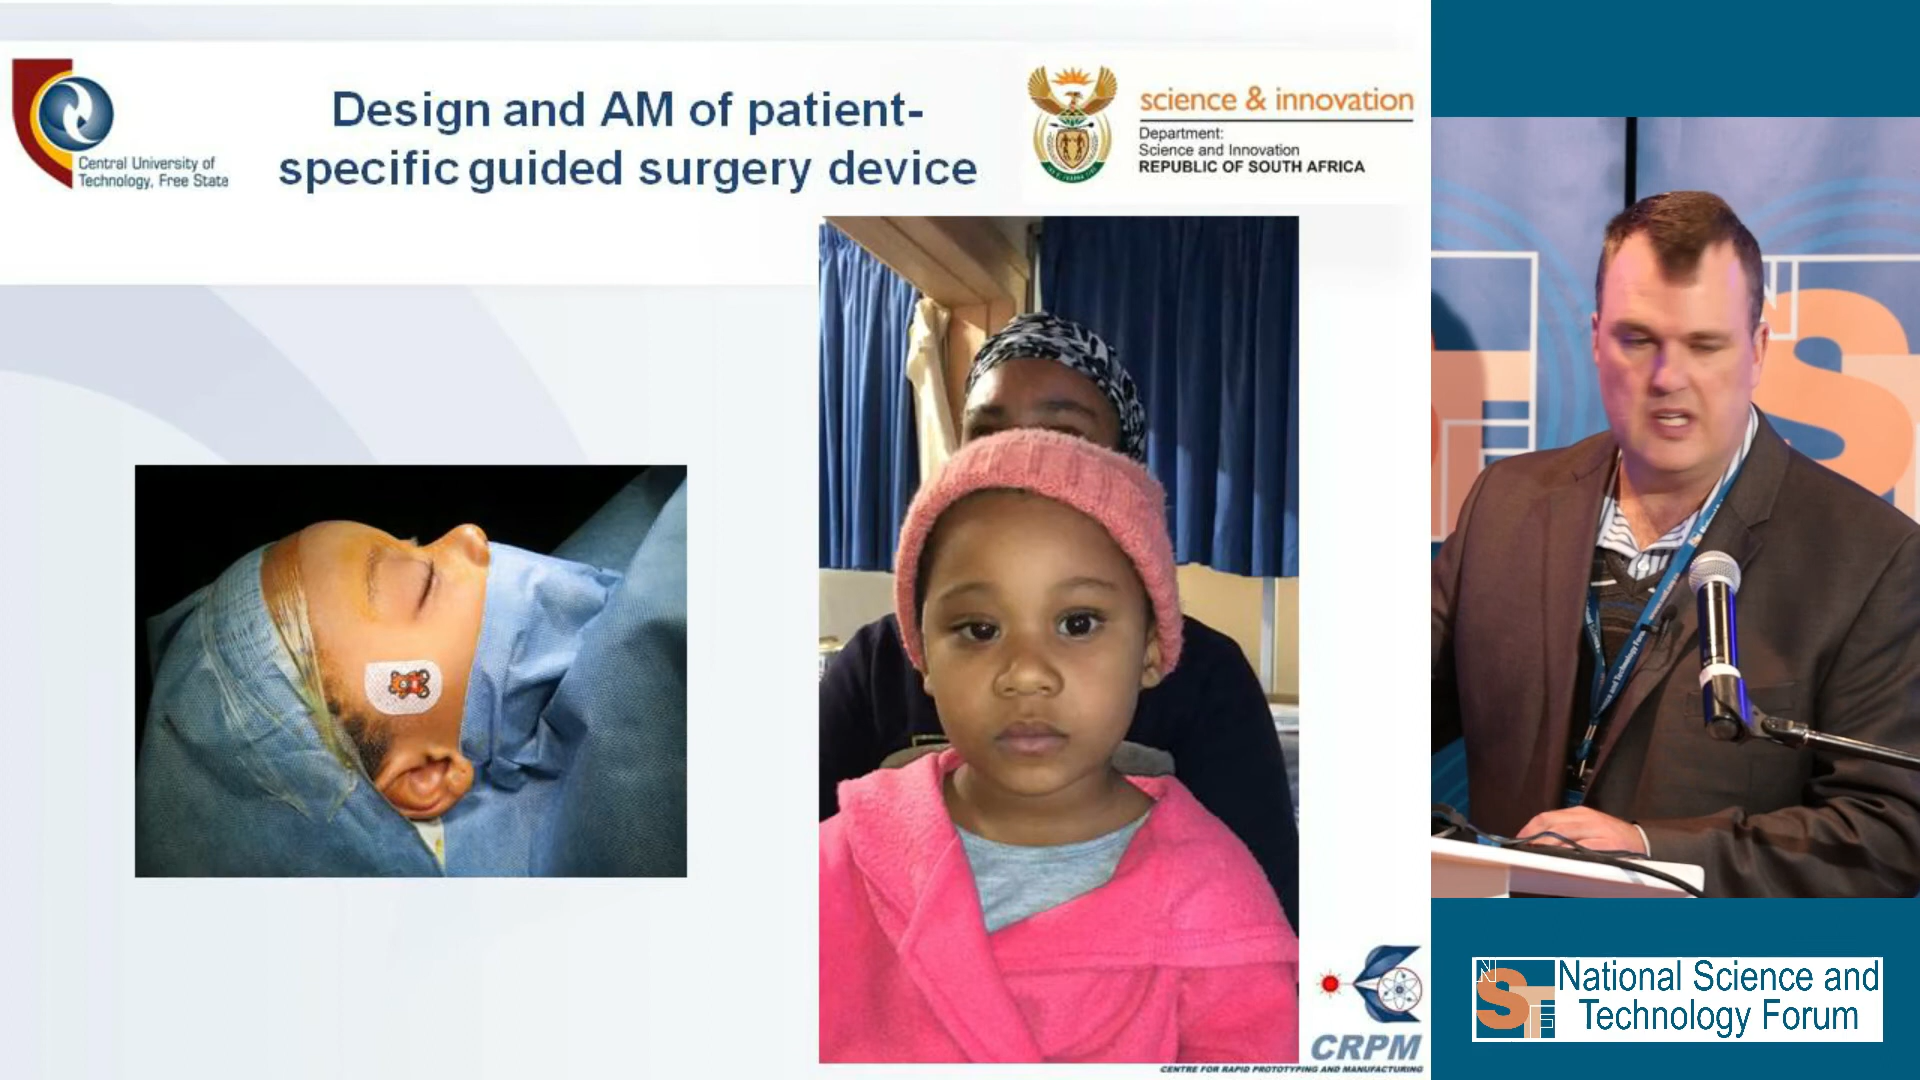 Design and AM of patient-
specific guided surgery device
Central University of
Technology, Free State
science & innovation
Department:
Science and Innovation
REPUBLIC OF SOUTH AFRICA
CRPM
CENTRE FOR RAPID PROTOTYPING AND MANUFACTURING
National Science and
Technology Forum